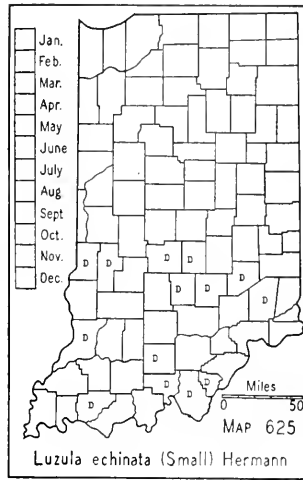 Jan.
Feb.
Mar.
Apr.
May
June
July
Aug
Sept
Oct.
Nov.
Dec.
D D D D
D
D D
D
D
D
D D
D
D
Miles
0 50
MAP 625
Luzula echinata (Small) Hermann